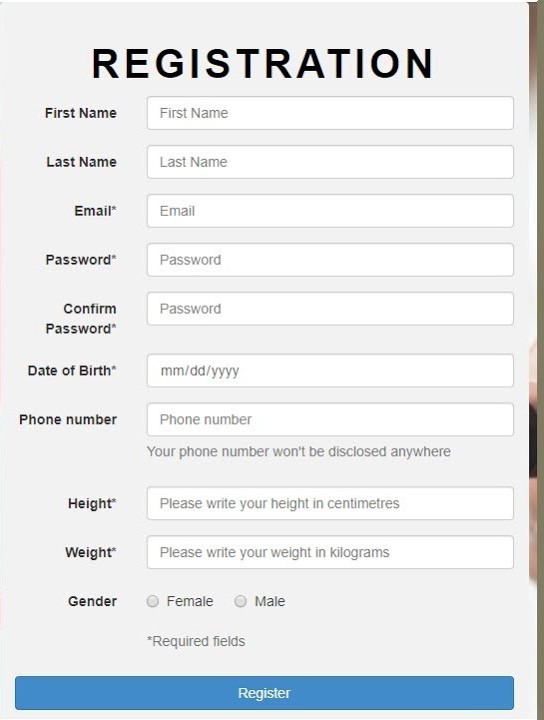 REGISTRATION
First Name First Name
Last Name Last Name
Email* Email
Password* Password
Confirm Password* Password
Date of Birth* mm/dd/yyyy
Phone number Phone number
Your phone number won't be disclosed anywhere
Height* Please write your height in centimetres
Weight* Please write your weight in kilograms
Gender Female Male
*Required fields
Register